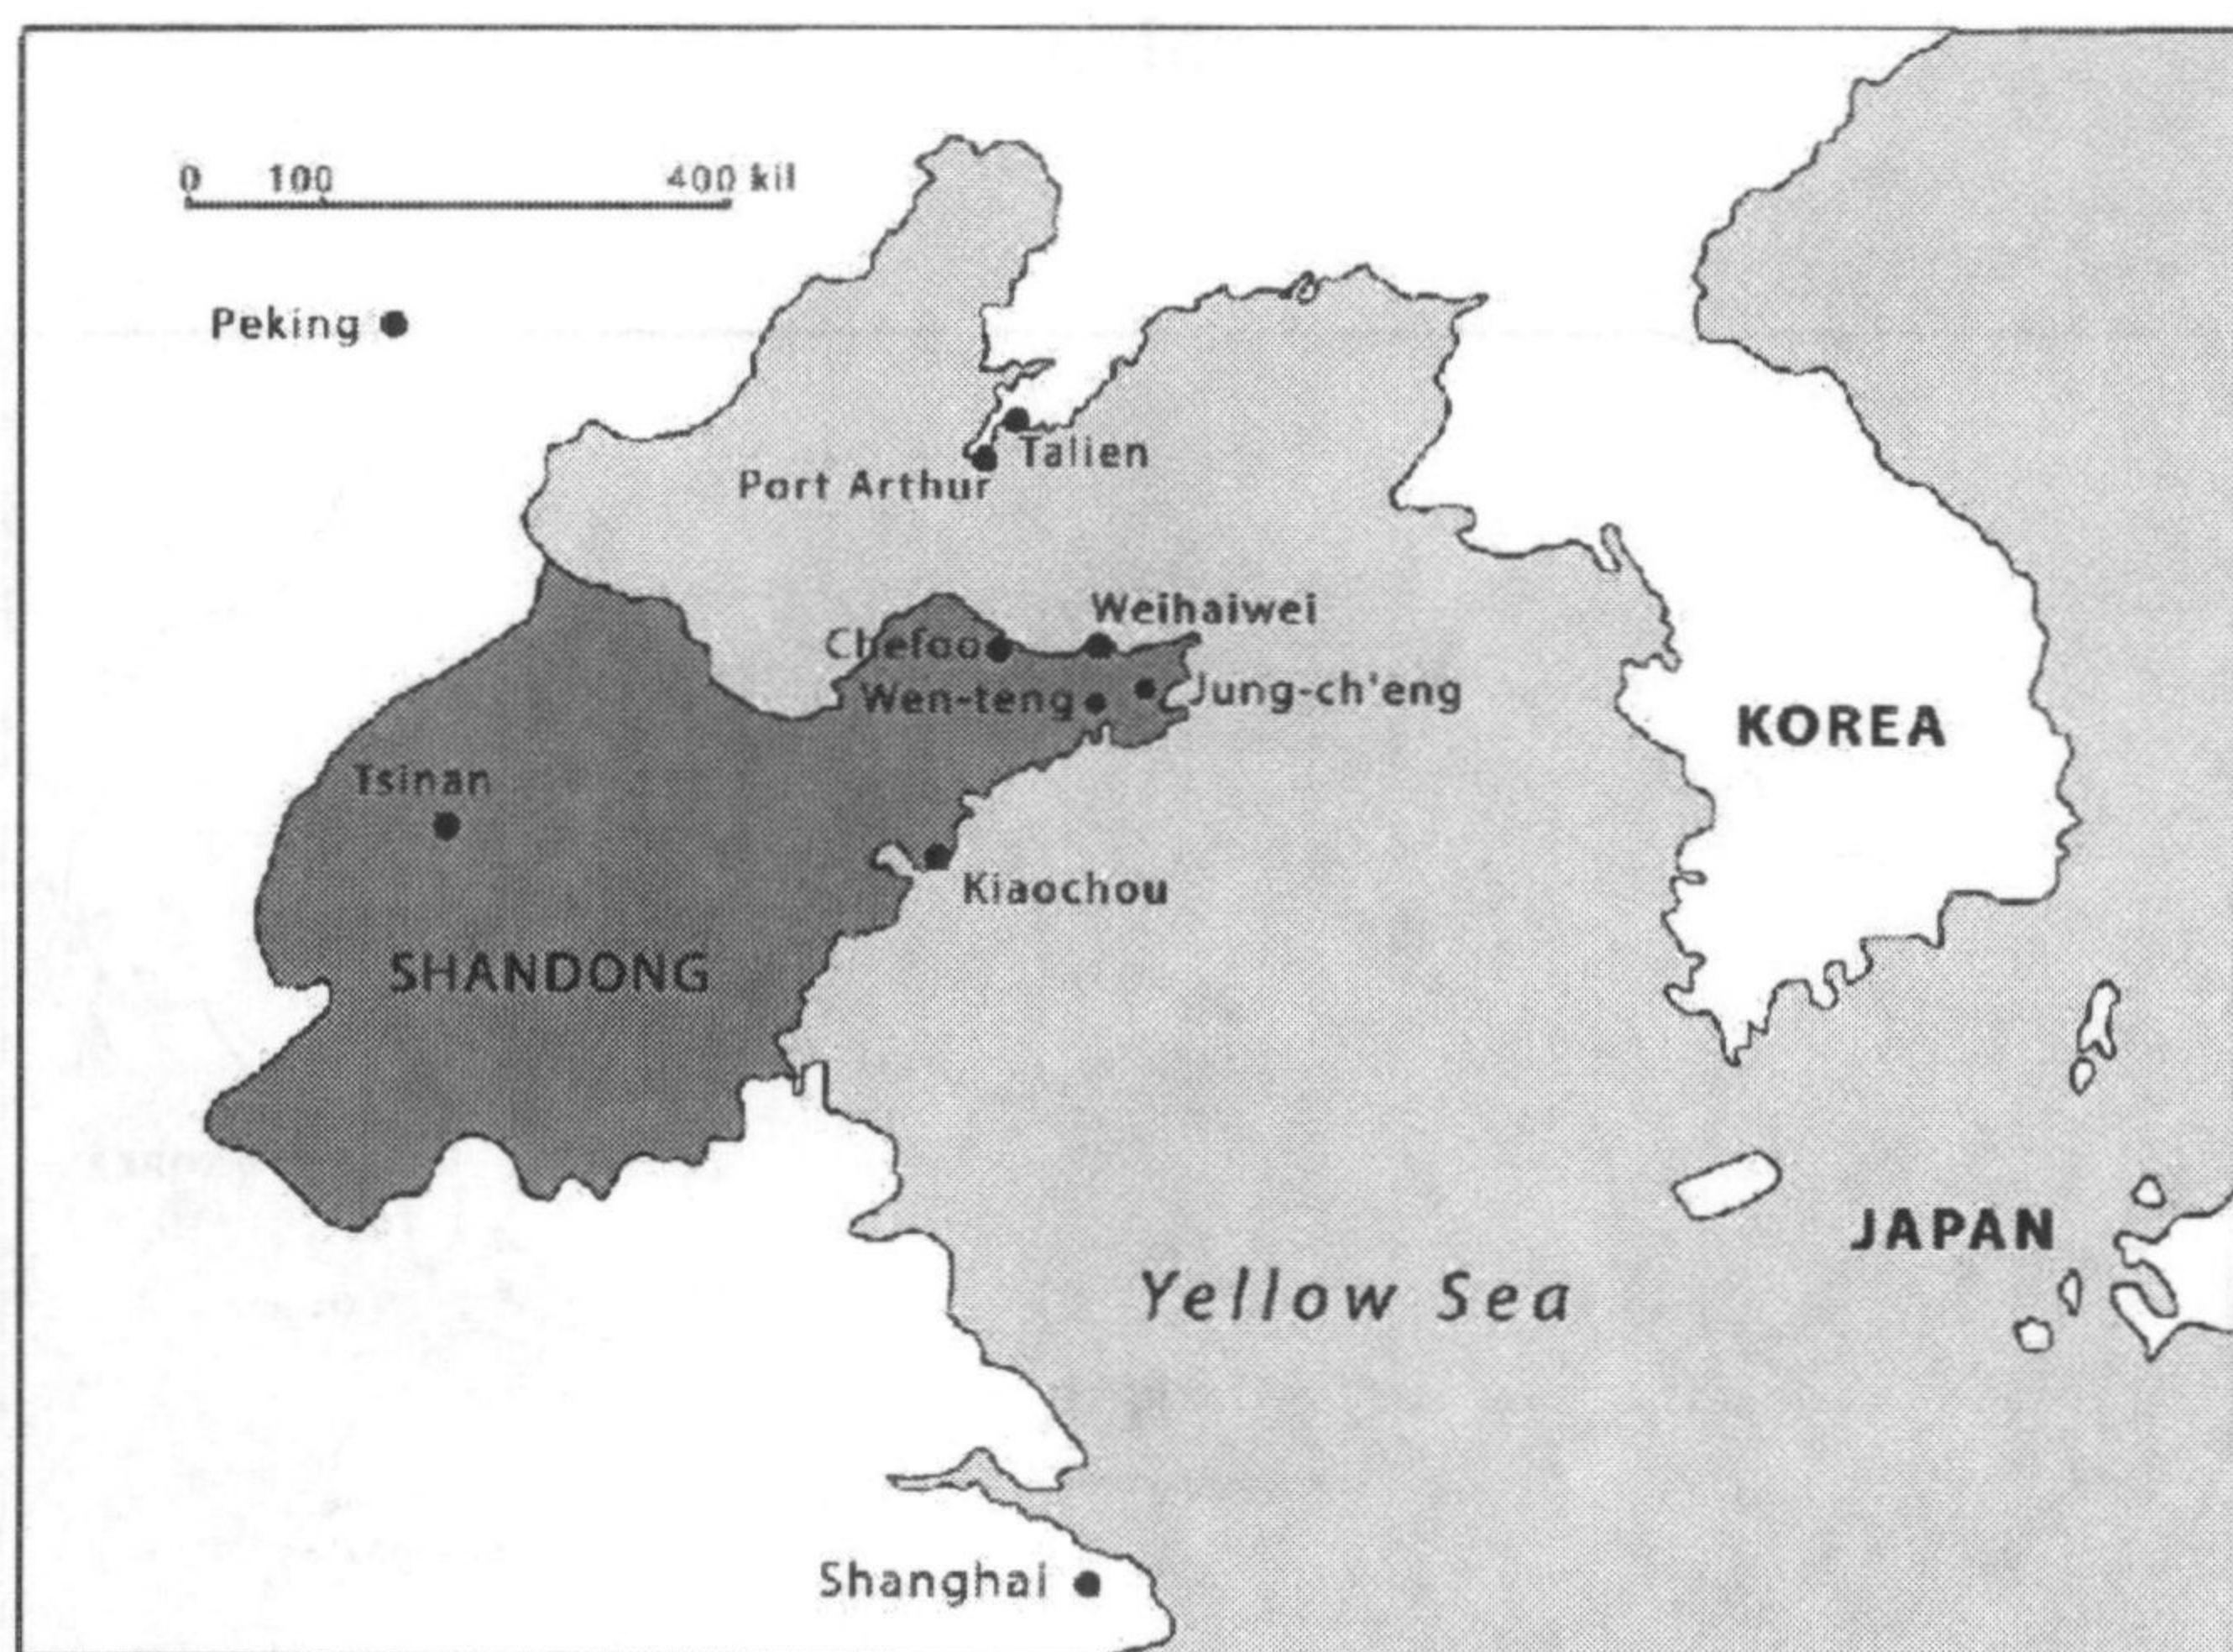 0 100 400 kil
Peking
Talien
Port Arthur
Weihaiwei
Chefoo
Wen-teng
Jung-ch'eng
KOREA
Tsinan
Kiaochou
SHANDONG
JAPAN
Yellow Sea
Shanghai